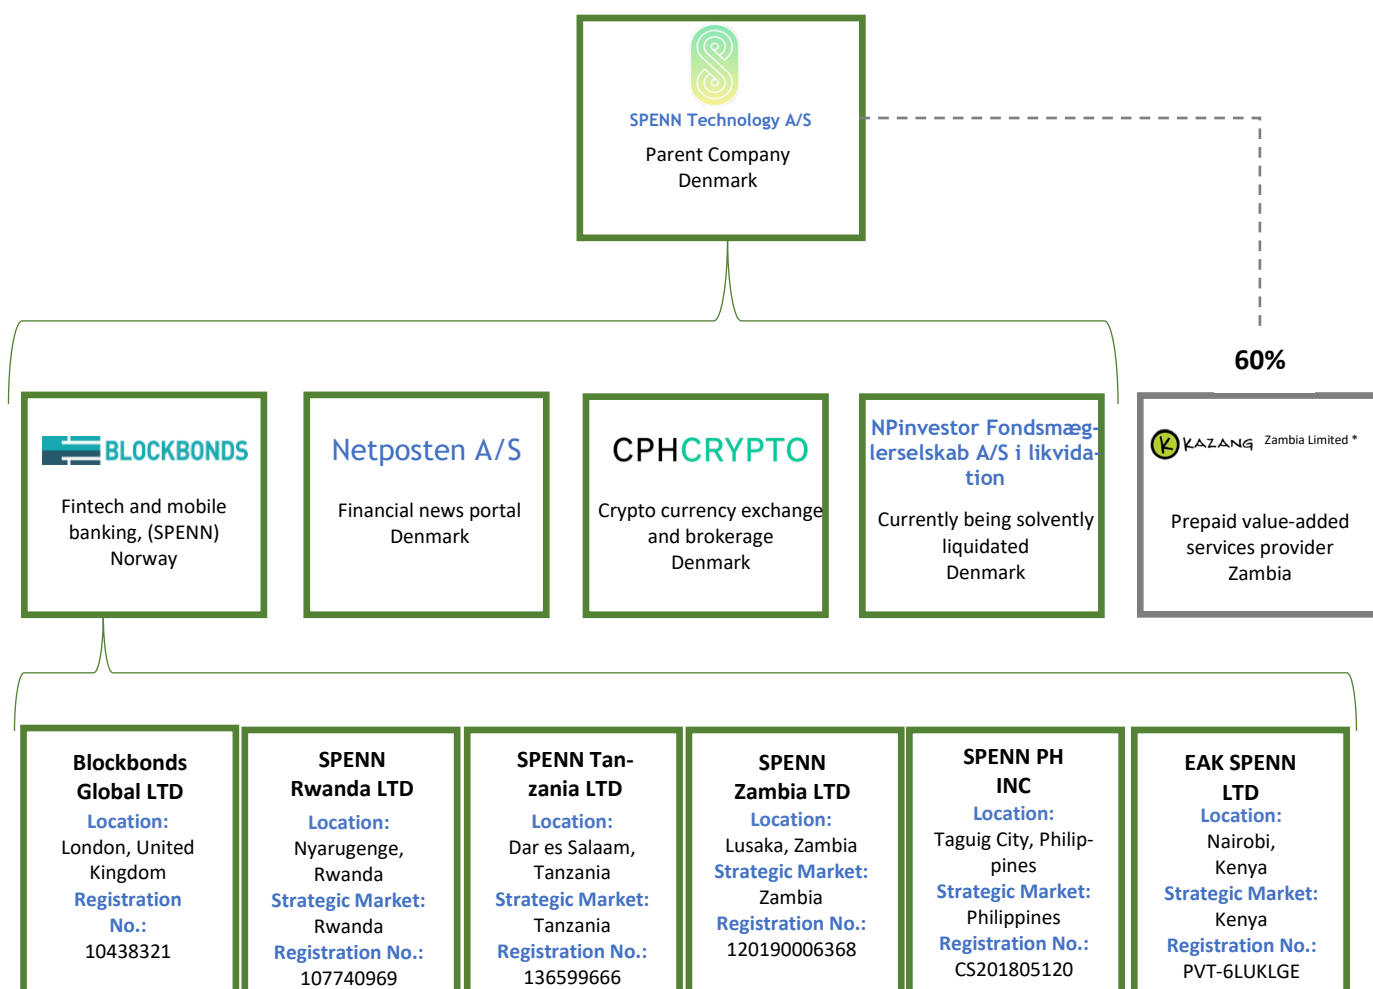 SPENN Technology A/S
Parent Company
Denmark
60%
BLOCKBONDS
Fintech and mobile
banking, (SPENN)
Norway
Netposten A/S
Financial news portal
Denmark
CPHCRYPTO
Crypto currency exchange
and brokerage
Denmark
NPinvestor Fondsmæg-
lerselskab A/S i likvida-
tion
Currently being solvently
liquidated
Denmark
KAZANG Zambia Limited *
Prepaid value-added
services provider
Zambia
Blockbonds
Global LTD
Location:
London, United
Kingdom
Registration
No.:
10438321
SPENN
Rwanda LTD
Location:
Nyarugenge,
Rwanda
Strategic Market:
Rwanda
Registration No.:
107740969
SPENN Tan-
zania LTD
Location:
Dar es Salaam,
Tanzania
Strategic Market:
Tanzania
Registration No.:
136599666
SPENN
Zambia LTD
Location:
Lusaka, Zambia
Strategic Market:
Zambia
Registration No.:
120190006368
SPENN PH
INC
Location:
Taguig City, Philip-
pines
Strategic Market:
Philippines
Registration No.:
CS201805120
EAK SPENN
LTD
Location:
Nairobi,
Kenya
Strategic Market:
Kenya
Registration No.:
PVT-6LUKLGE